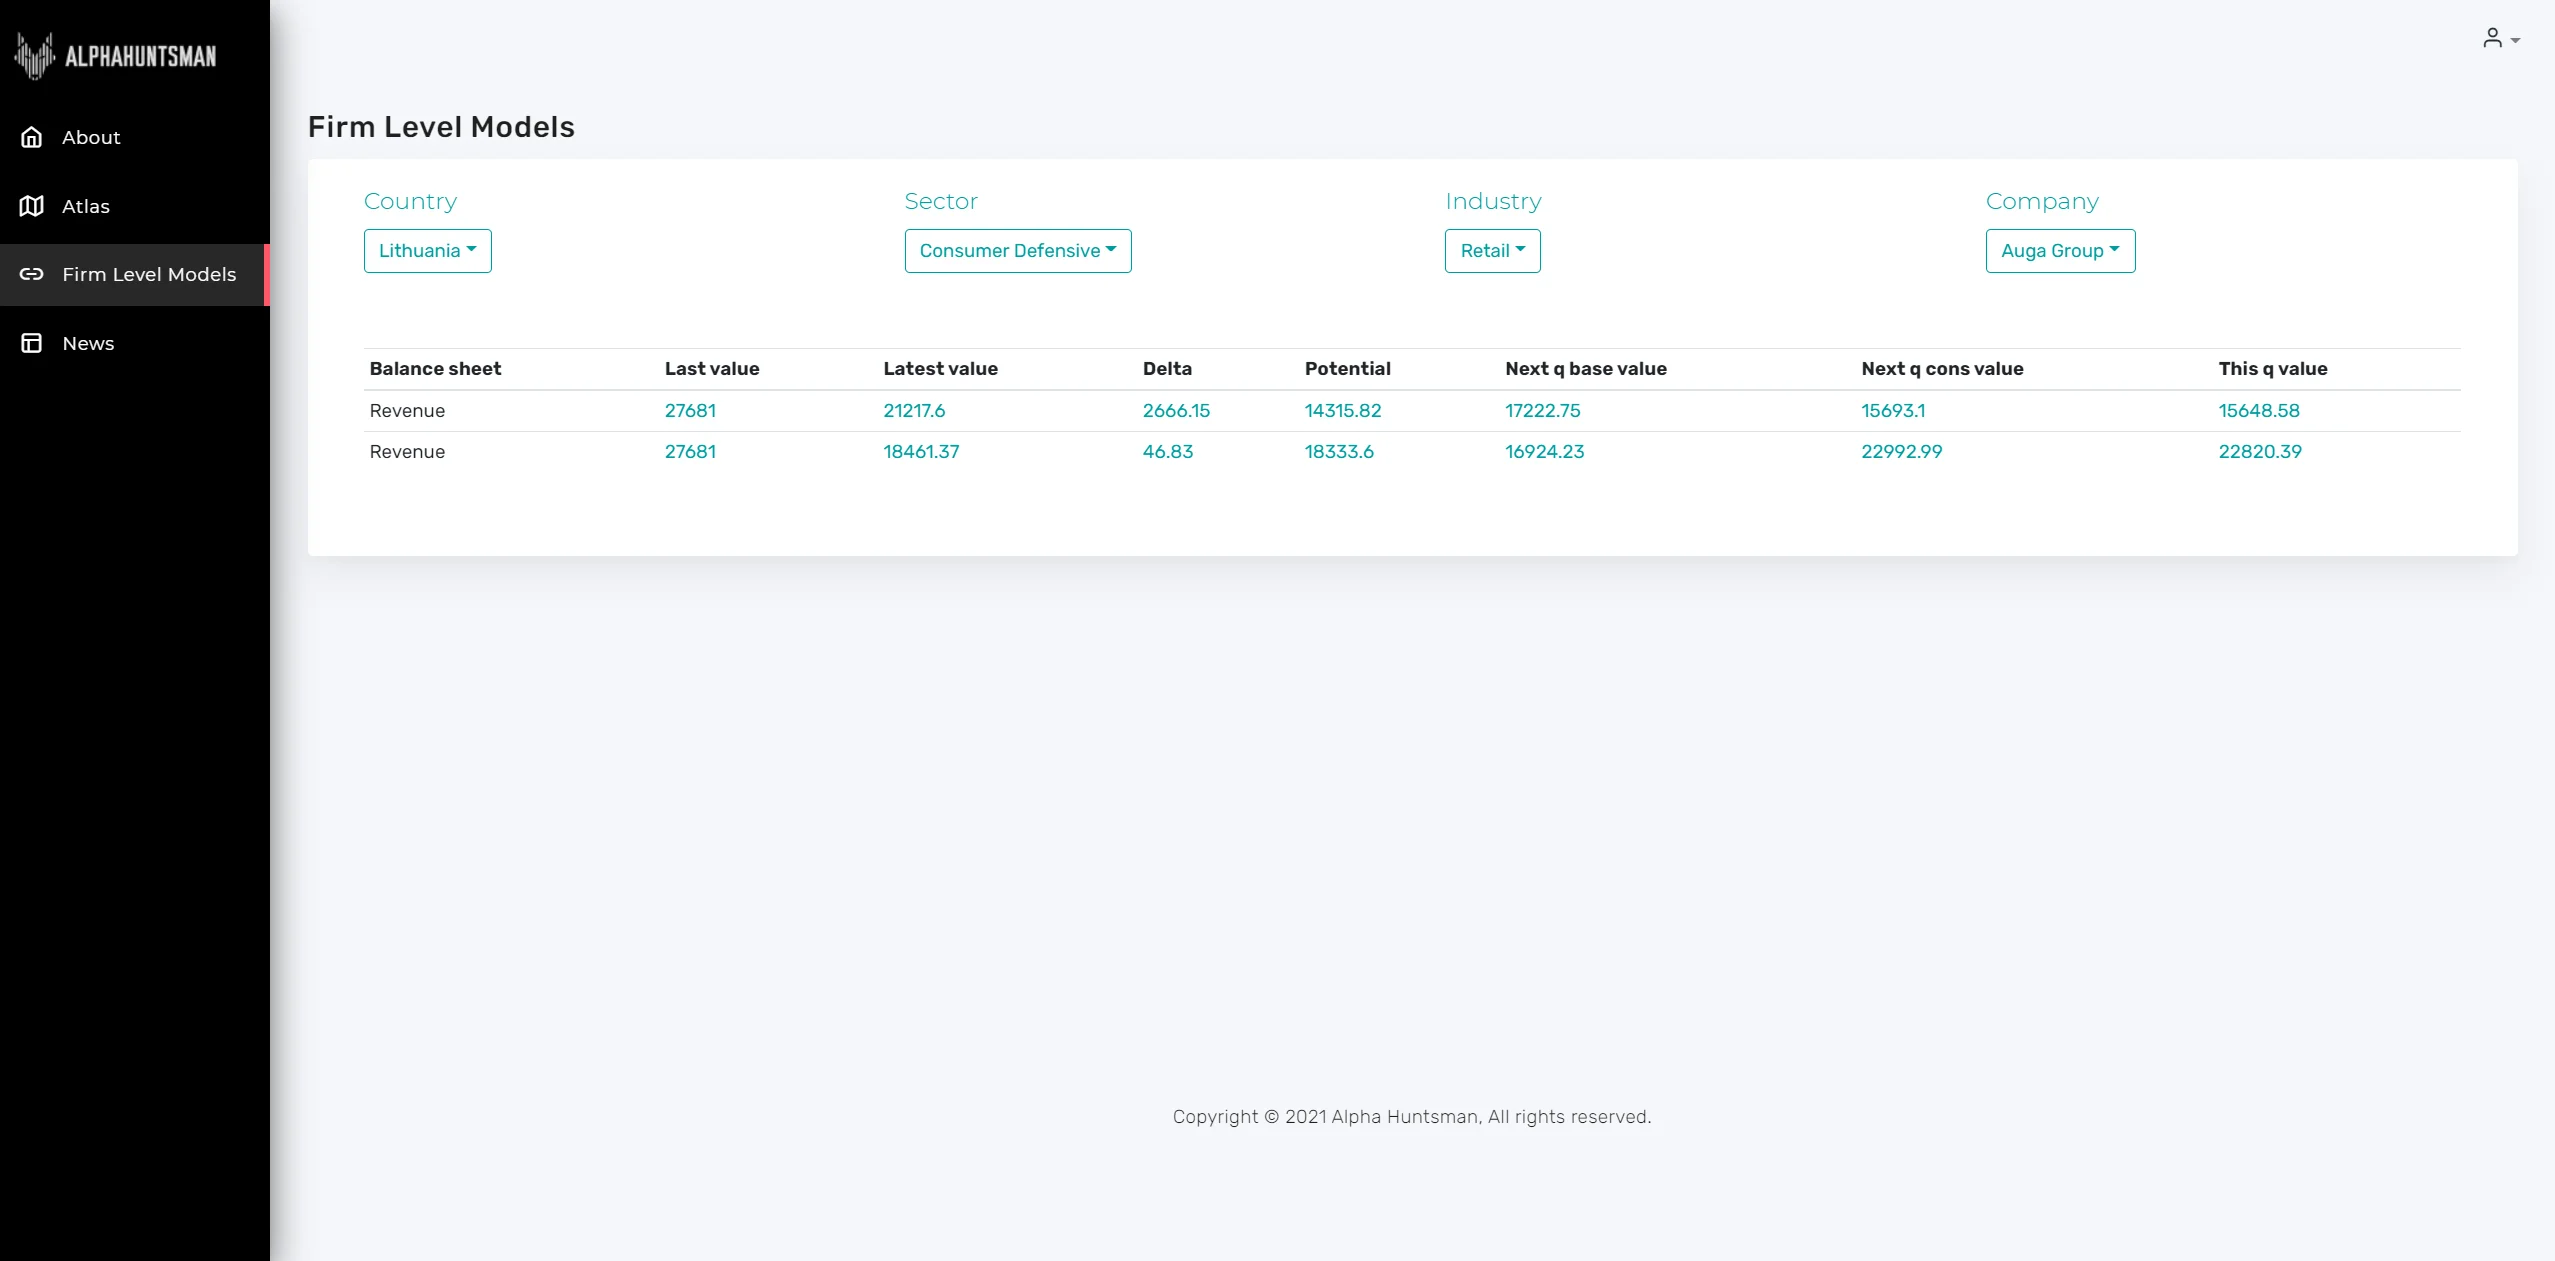 ALPHAHUNTSMAN
About
Atlas
Firm Level Models
News
Firm Level Models
Country Sector Industry Company
Lithuania Consumer Defensive Retail Auga Group
Balance sheet Last value Latest value Delta Potential Next q base value Next q cons value This q value
Revenue 27681 21217.6 2666.15 14315.82 17222.75 15693.1 15648.58
Revenue 27681 18461.37 46.83 18333.6 16924.23 22992.99 22820.39
Copyright © 2021 Alpha Huntsman, All rights reserved.